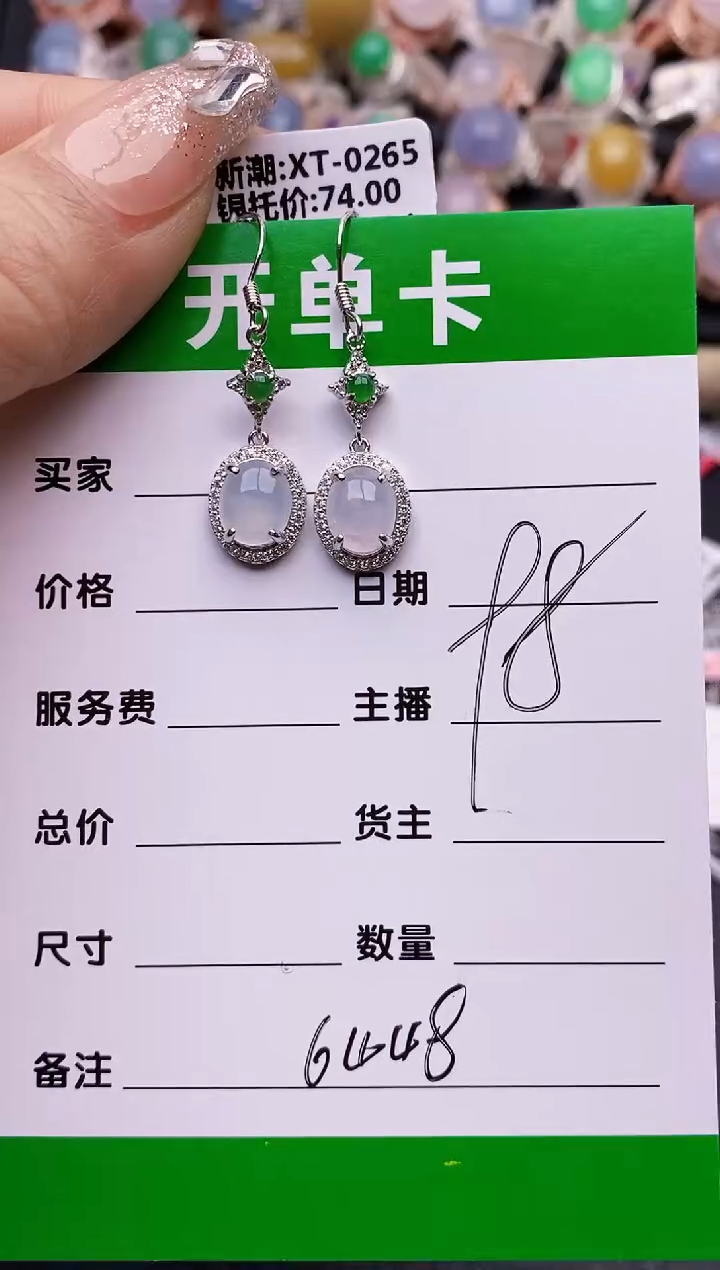 新潮:XT-0265
银托价:74.00
开单卡
买家
价格 日期
服务费 主播
总价 货主
尺寸 数量
备注 6448